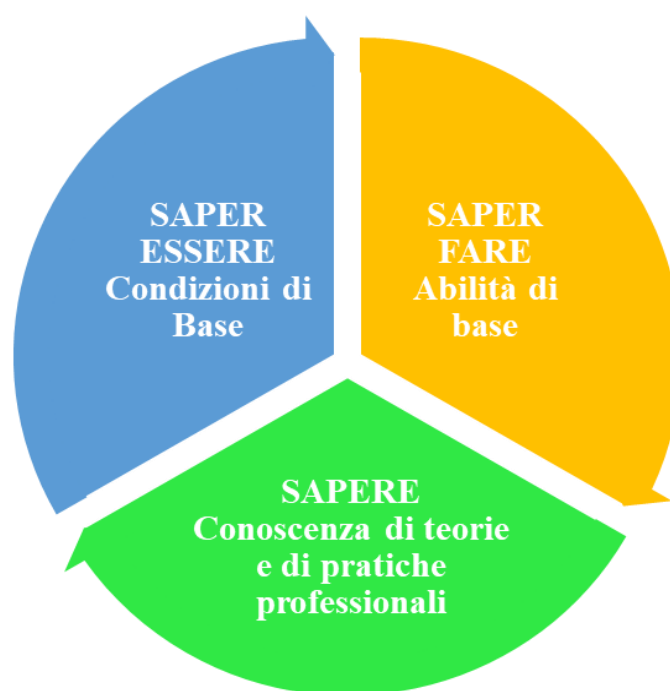 SAPER
ESSERE
Condizioni di
Base
SAPER
FARE
Abilità di
base
SAPERE
Conoscenza di teorie
e di pratiche
professionali